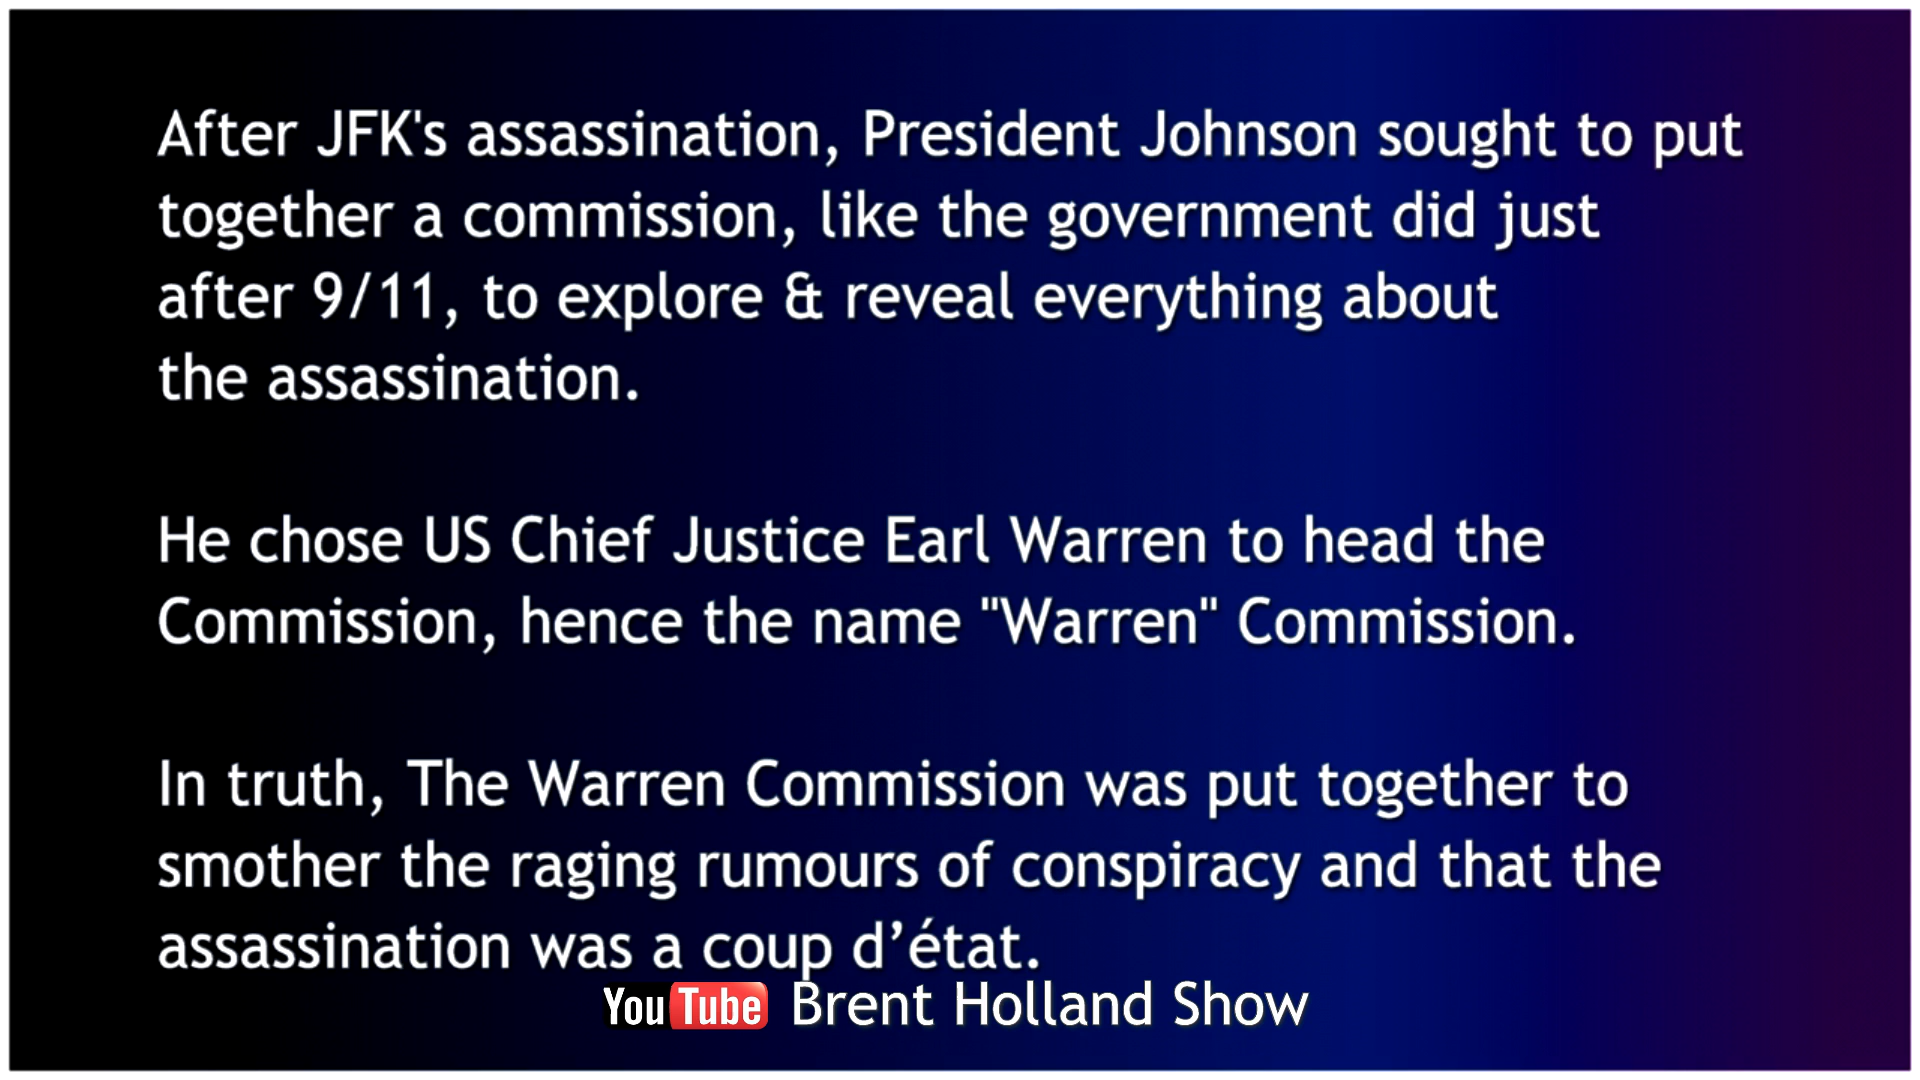 After JFK's assassination, President Johnson sought to put
together a commission, like the government did just
after 9/11, to explore & reveal everything about
the assassination.
He chose US Chief Justice Earl Warren to head the
Commission, hence the name "Warren" Commission.
In truth, The Warren Commission was put together to
smother the raging rumours of conspiracy and that the
assassination was a coup d’état.
YouTube Brent Holland Show